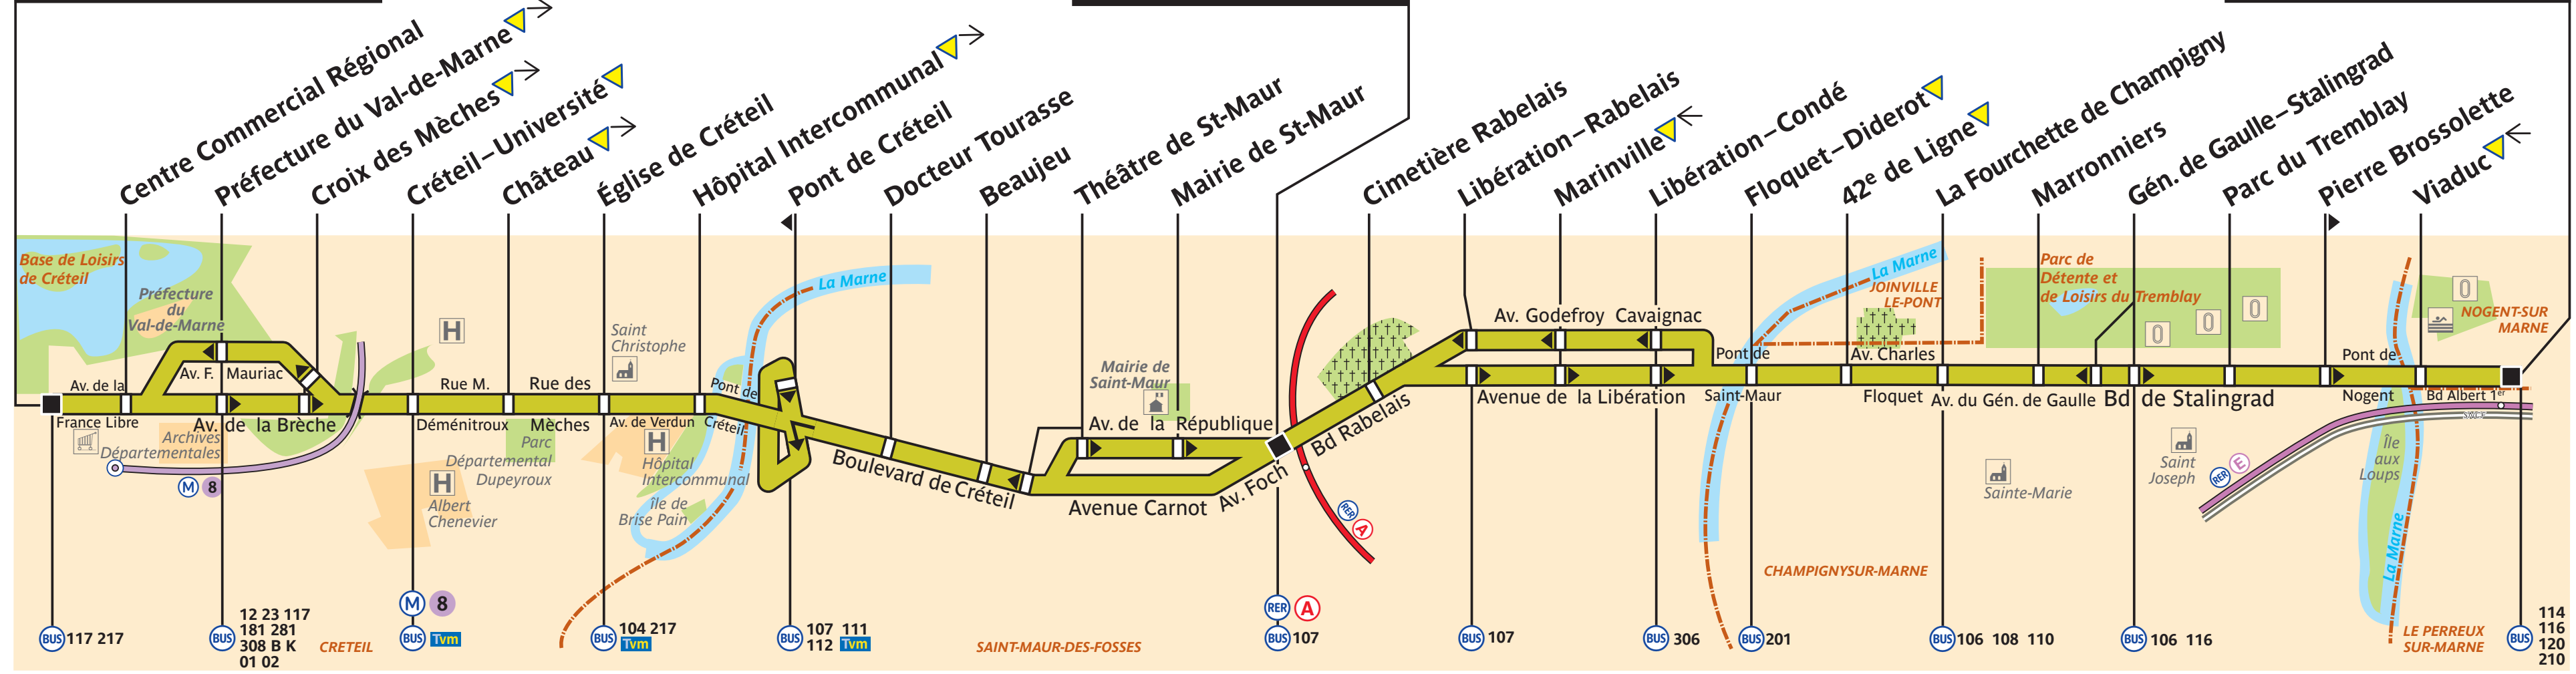 Centre Commercial Régional
Préfecture du Val-de-Marne
Croix des Mèches
Créteil–Université
Château
Église de Créteil
Hôpital Intercommunal
Pont de Créteil
Docteur Tourasse
Beaujeu
Théâtre de St-Maur
Mairie de St-Maur
Cimetière Rabelais
Libération–Rabelais
Marinville
Libération–Condé
Floquet–Diderot
42e de Ligne
La Fourchette de Champigny
Marronniers
Gén. de Gaulle–Stalingrad
Parc du Tremblay
Pierre Brossolette
Viaduc
Base de Loisirs
de Créteil
Préfecture
du
Val-de-Marne
Av. F. Mauriac
Av. de la
France Libre
Av. de la Brèche
Archives
Départementales
M 8
H
Rue M.
Déménitroux
Rue des
Mèches
Parc
Départemental
Dupeyroux
H
Albert
Chenevier
Saint
Christophe
Av. de Verdun
H
Hôpital
Intercommunal
île de
Brise Pain
Pont de
Créteil
La Marne
Boulevard de Créteil
Mairie de
Saint-Maur
Av. de la République
Avenue Carnot
Av. Foch
Bd Rabelais
RER A
Av. Godefroy Cavaignac
Avenue de la Libération
Pont de
Saint-Maur
La Marne
JOINVILLE
LE-PONT
Av. Charles
Floquet
Av. du Gén. de Gaulle
Parc de
Détente et
de Loisirs du Tremblay
Bd de Stalingrad
Sainte-Marie
Saint
Joseph
RER E
Pont de
Nogent
Bd Albert 1er
SNCF
NOGENT-SUR
MARNE
Île
aux
Loups
La Marne
CHAMPIGNYSUR-MARNE
BUS 117 217
BUS 12 23 117
181 281
308 B K
01 02
CRETEIL
M 8
BUS Tvm
BUS 104 217
Tvm
BUS 107 111
112 Tvm
SAINT-MAUR-DES-FOSSES
RER A
BUS 107
BUS 107
BUS 306
BUS 201
BUS 106 108 110
BUS 106 116
LE PERREUX
SUR-MARNE
BUS 114
116
120
210